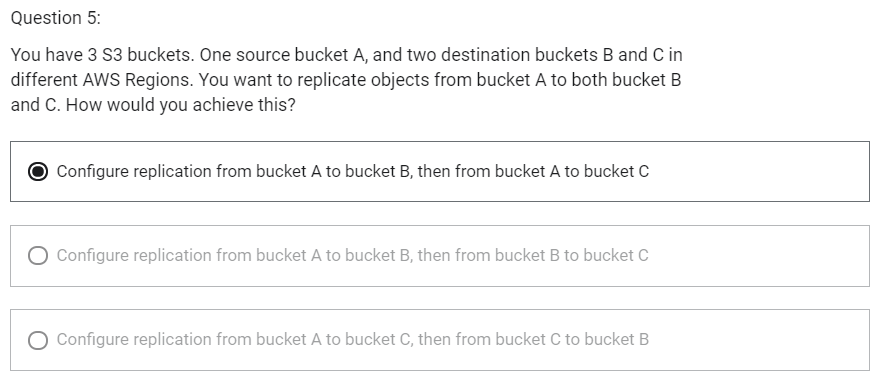 Question 5:
You have 3 S3 buckets. One source bucket A, and two destination buckets B and C in
different AWS Regions. You want to replicate objects from bucket A to both bucket B
and C. How would you achieve this?
Configure replication from bucket A to bucket B, then from bucket A to bucket C
Configure replication from bucket A to bucket B, then from bucket B to bucket C
Configure replication from bucket A to bucket C, then from bucket C to bucket B